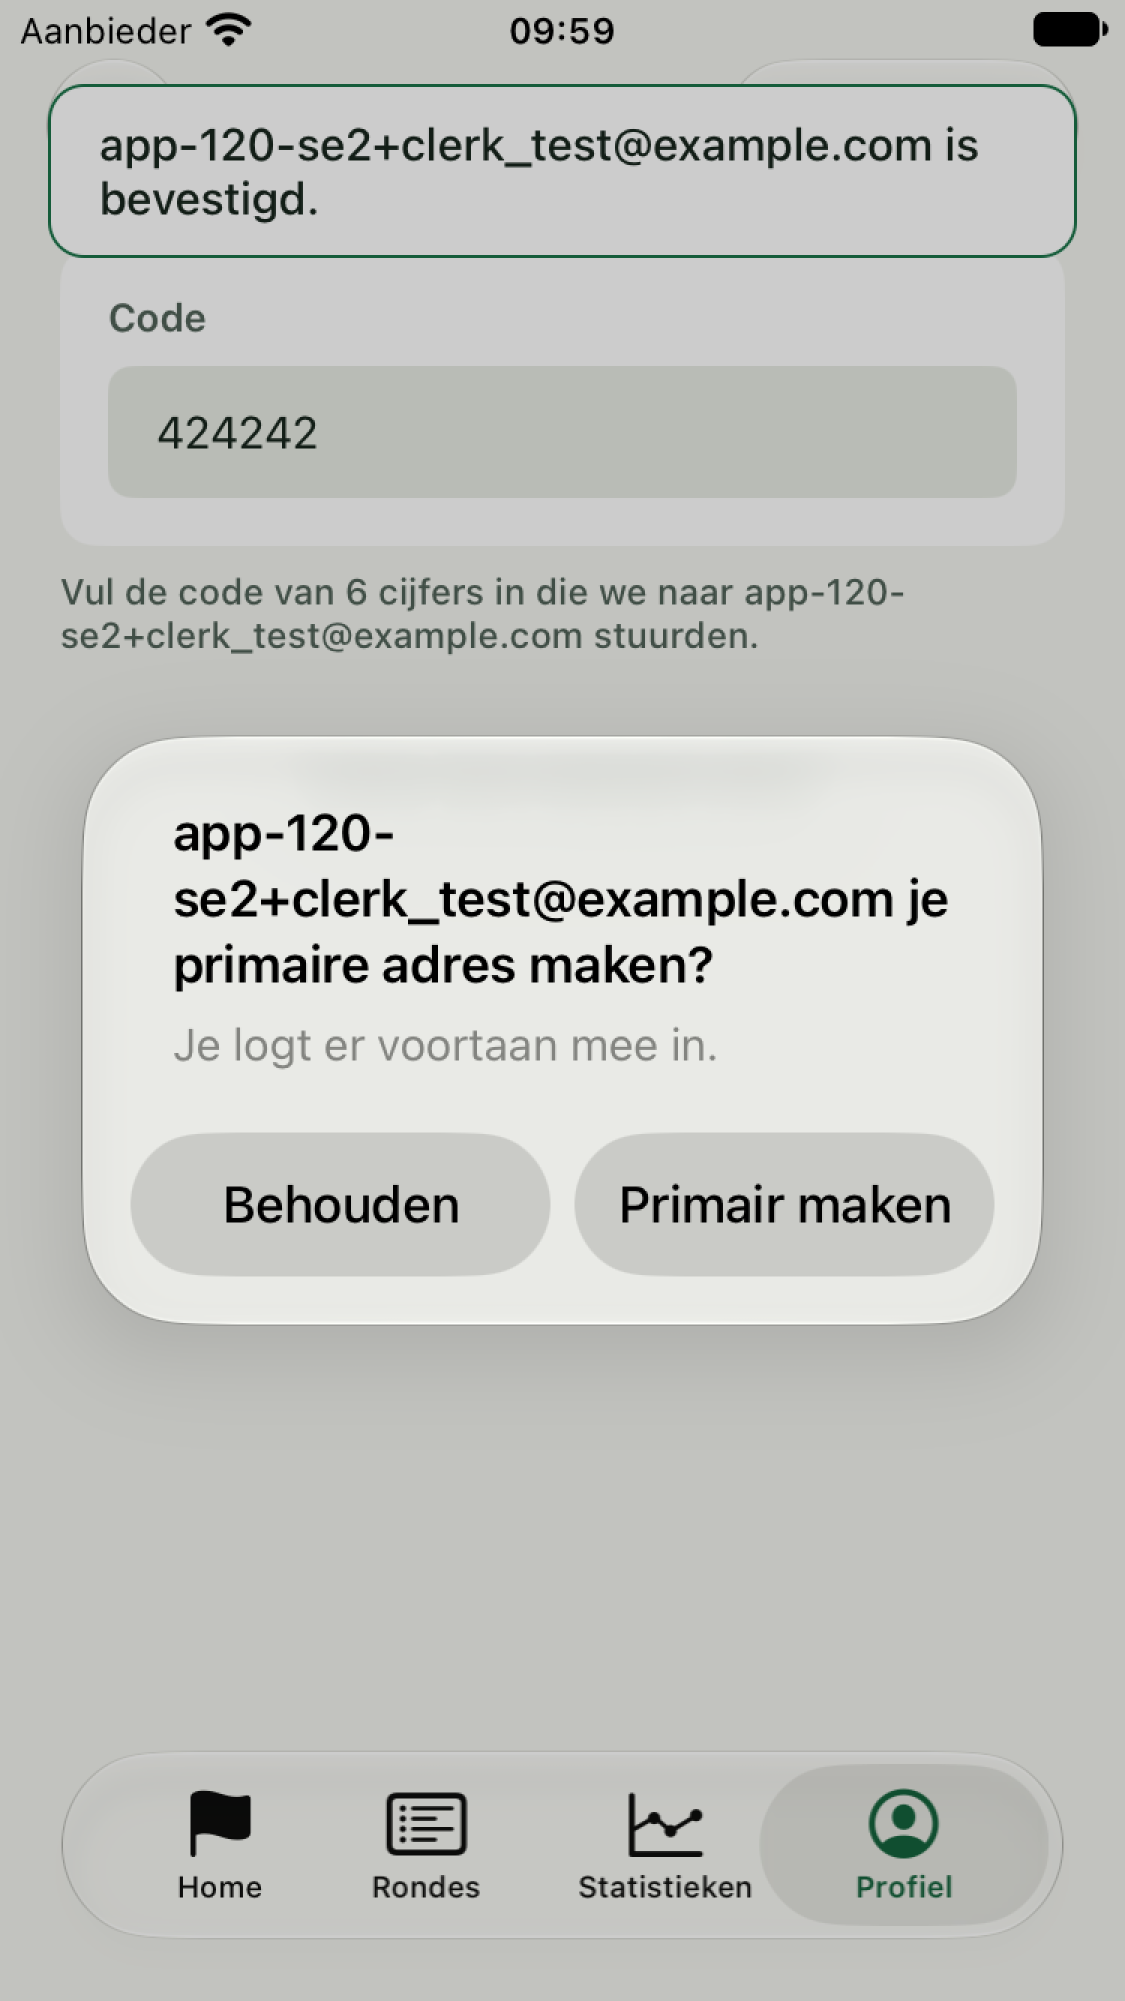 Aanbieder
09:59
app-120-se2+clerk_test@example.com is
bevestigd.
Code
424242
Vul de code van 6 cijfers in die we naar app-120-
se2+clerk_test@example.com stuurden.
app-120-
se2+clerk_test@example.com je
primaire adres maken?
Je logt er voortaan mee in.
Behouden
Primair maken
Home
Rondes
Statistieken
Profiel